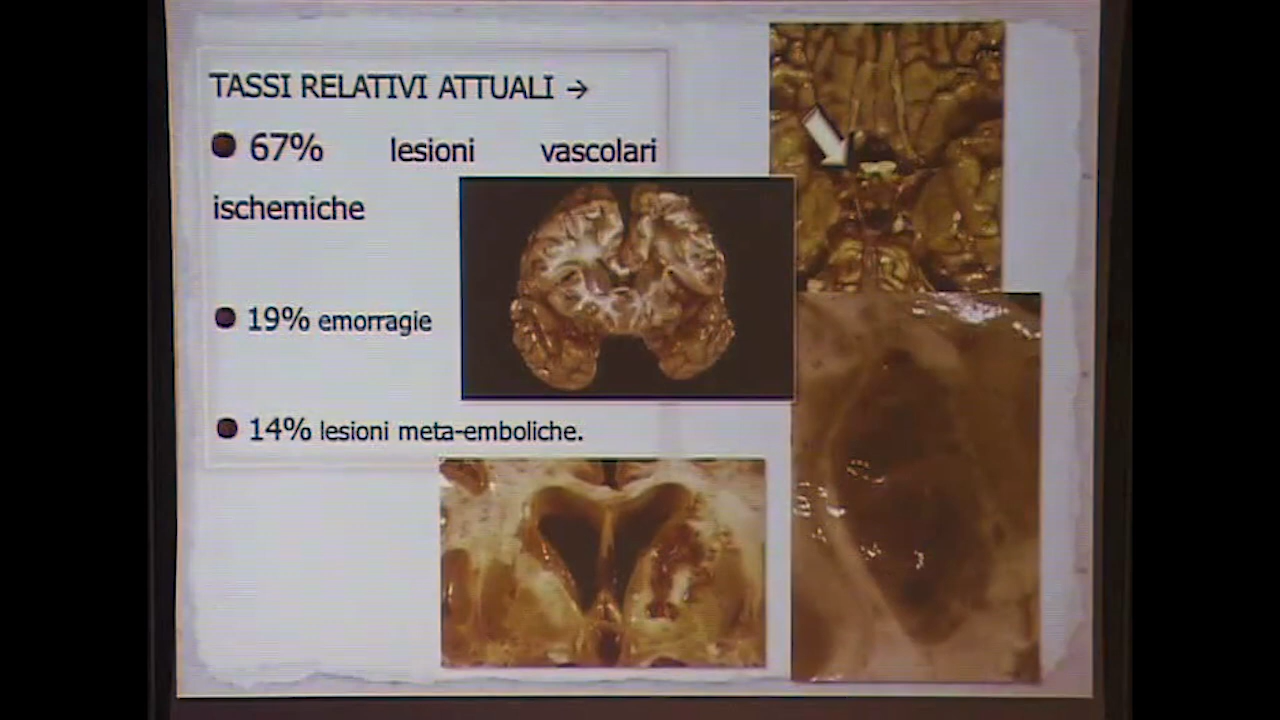 TASSI RELATIVI ATTUALI →
67% lesioni vascolari
ischemiche
19% emorragie
14% lesioni meta-emboliche.